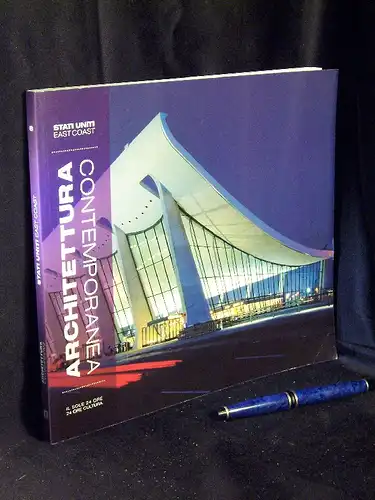 STATI UNITI
EAST COAST
ARCHITETTURA
CONTEMPORANEA
IL SOLE 24 ORE
24 ORE CULTURA
STATI UNITI EAST COAST